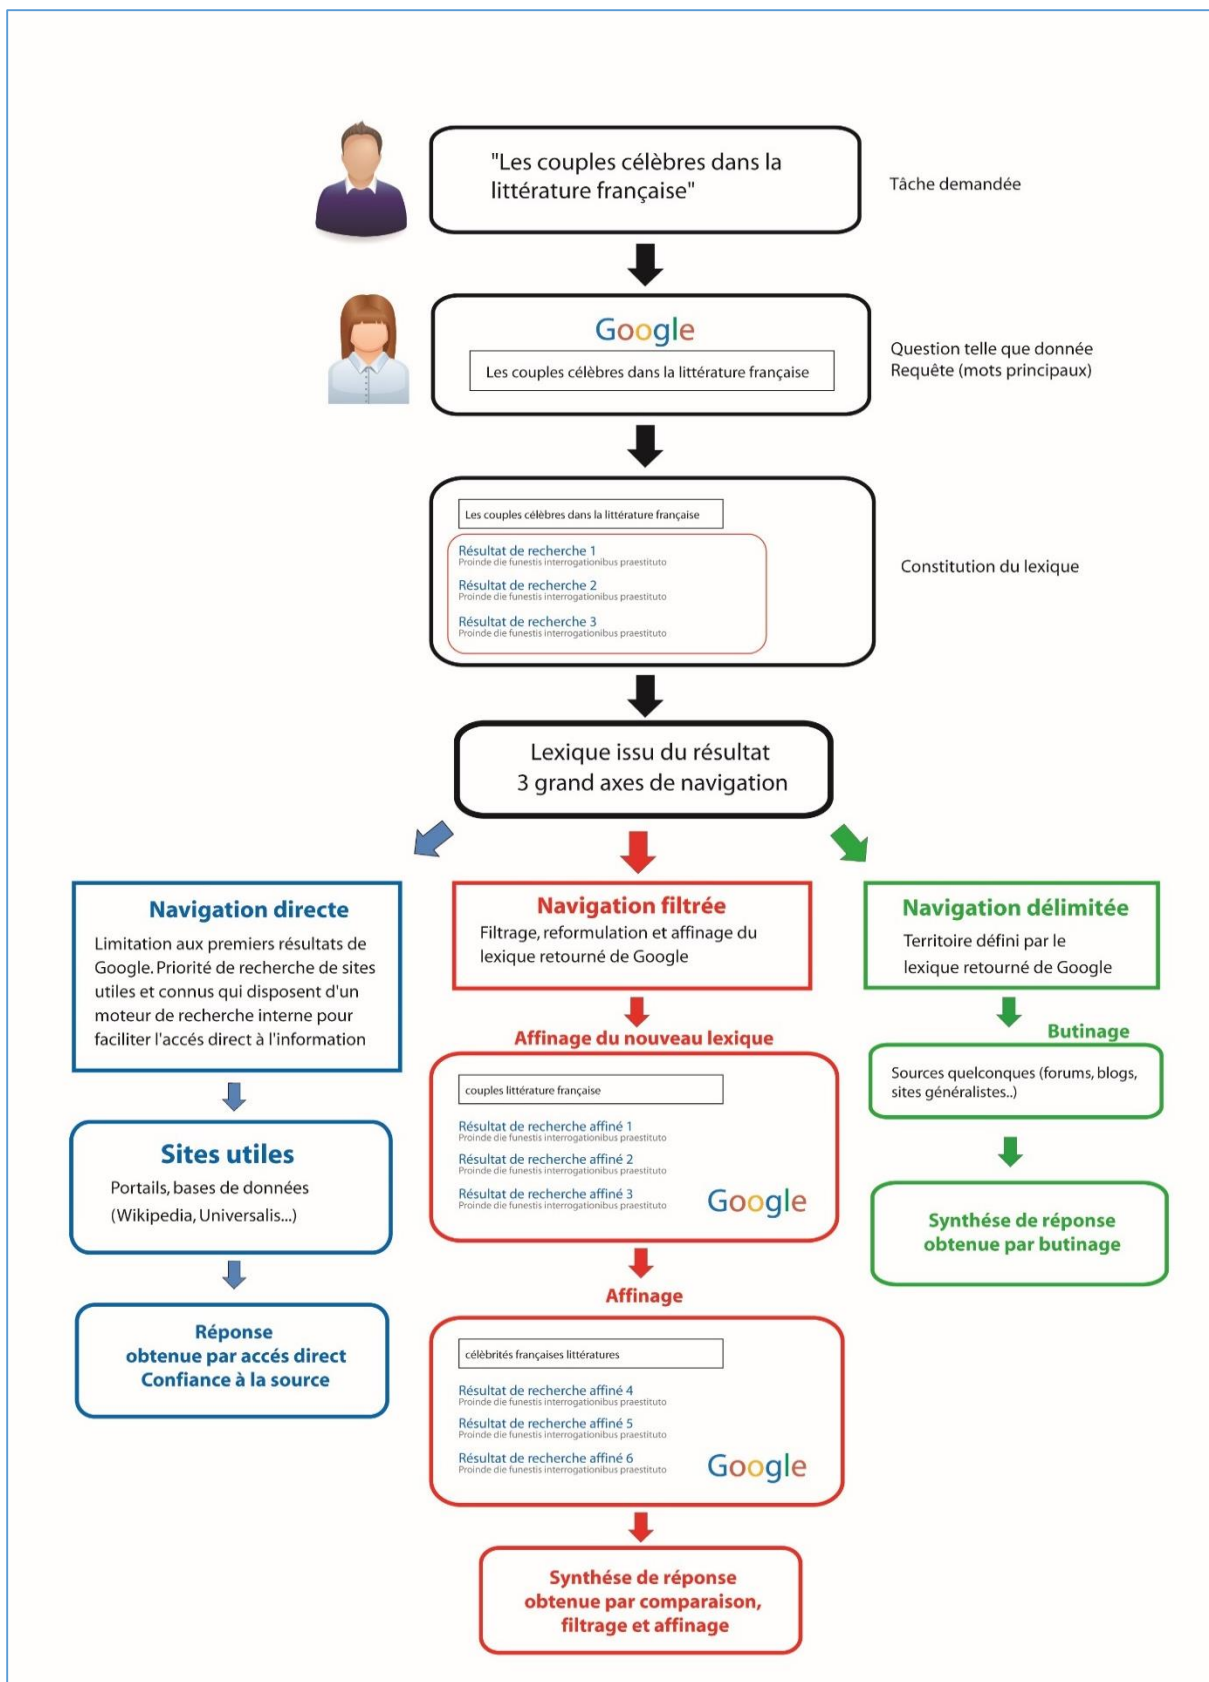 "Les couples célèbres dans la
littérature française"
Tâche demandée
Google
Les couples célèbres dans la littérature française
Question telle que donnée
Requête (mots principaux)
Les couples célèbres dans la littérature française
Résultat de recherche 1
Proinde die funestis interrogationibus praestituto
Résultat de recherche 2
Proinde die funestis interrogationibus praestituto
Résultat de recherche 3
Proinde die funestis interrogationibus praestituto
Constitution du lexique
Lexique issu du résultat
3 grand axes de navigation
Navigation directe
Limitation aux premiers résultats de
Google. Priorité de recherche de sites
utiles et connus qui disposent d'un
moteur de recherche interne pour
faciliter l'accés direct à l'information
Sites utiles
Portails, bases de données
(Wikipedia, Universalis...)
Réponse
obtenue par accés direct
Confiance à la source
Navigation filtrée
Filtrage, reformulation et affinage du
lexique retourné de Google
Affinage du nouveau lexique
couples littérature française
Résultat de recherche affiné 1
Proinde die funestis interrogationibus praestituto
Résultat de recherche affiné 2
Proinde die funestis interrogationibus praestituto
Résultat de recherche affiné 3
Proinde die funestis interrogationibus praestituto
Google
Affinage
célèbrités françaises littératures
Résultat de recherche affiné 4
Proinde die funestis interrogationibus praestituto
Résultat de recherche affiné 5
Proinde die funestis interrogationibus praestituto
Résultat de recherche affiné 6
Proinde die funestis interrogationibus praestituto
Google
Synthése de réponse
obtenue par comparaison,
filtrage et affinage
Navigation délimitée
Territoire défini par le
lexique retourné de Google
Butinage
Sources quelconques (forums, blogs,
sites généralistes..)
Synthése de réponse
obtenue par butinage